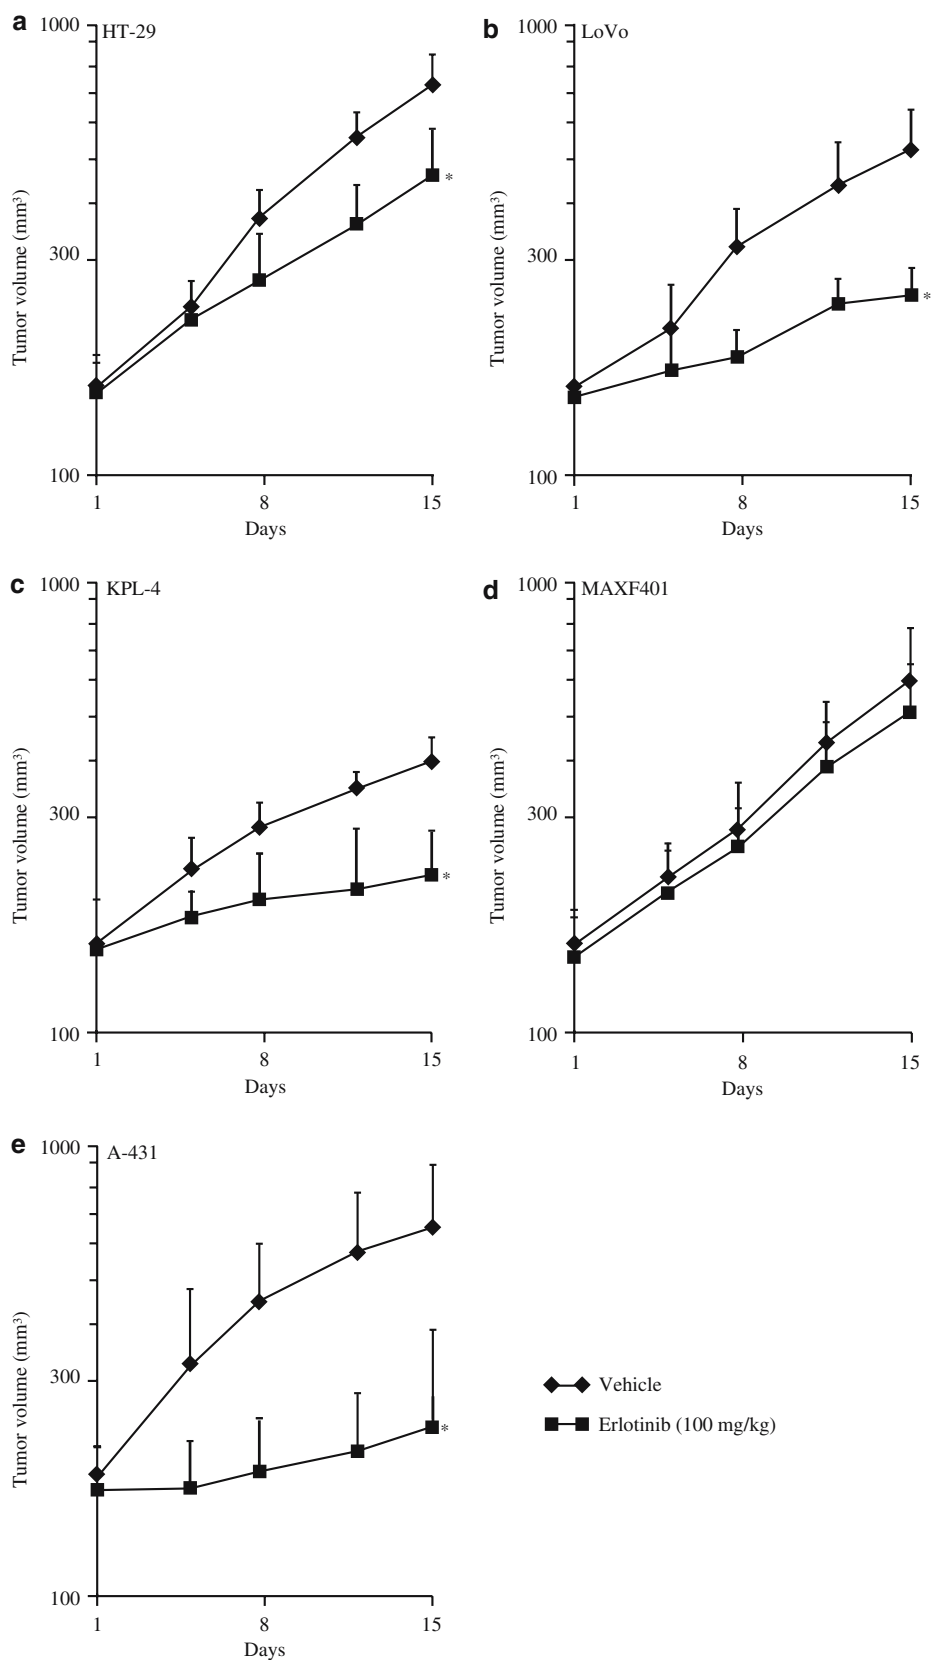 a
HT-29
1000
300
100
Tumor volume (mm³)
*
1 8 15
Days
b
LoVo
1000
300
100
Tumor volume (mm³)
*
1 8 15
Days
c
KPL-4
1000
300
100
Tumor volume (mm³)
*
1 8 15
Days
d
MAXF401
1000
300
100
Tumor volume (mm³)
1 8 15
Days
e
A-431
1000
300
100
Tumor volume (mm³)
*
1 8 15
Days
Vehicle
Erlotinib (100 mg/kg)